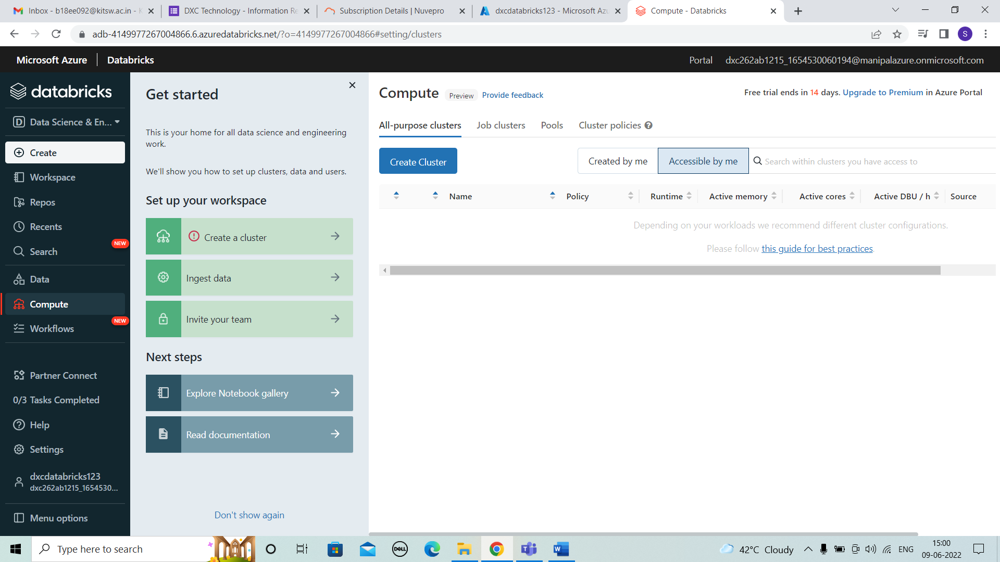 Inbox - b18ee092@kitsw.ac.in - K
DXC Technology - Information Re
Subscription Details | Nuvepro
dxcdatabricks123 - Microsoft Azu
Compute - Databricks
adb-4149977267004866.6.azuredatabricks.net/?o=4149977267004866#setting/clusters
S
Microsoft Azure
Databricks
Portal
dxc262ab1215_1654530060194@manipalazure.onmicrosoft.com
databricks
D Data Science & En...
Create
Workspace
Repos
Recents
NEW
Search
Data
Compute
NEW
Workflows
Partner Connect
0/3 Tasks Completed
Help
Settings
dxcdatabricks123
dxc262ab1215_1654530...
Menu options
Get started
This is your home for all data science and engineering
work.
We'll show you how to set up clusters, data and users.
Set up your workspace
Create a cluster
Ingest data
Invite your team
Next steps
Explore Notebook gallery
Read documentation
Don't show again
Compute
Preview
Provide feedback
Free trial ends in 14 days. Upgrade to Premium in Azure Portal
All-purpose clusters
Job clusters
Pools
Cluster policies
Create Cluster
Created by me
Accessible by me
Search within clusters you have access to
Name
Policy
Runtime
Active memory
Active cores
Active DBU / h
Source
Depending on your workloads we recommend different cluster configurations.
Please follow this guide for best practices.
Type here to search
DELL
42°C Cloudy
ENG
15:00
09-06-2022